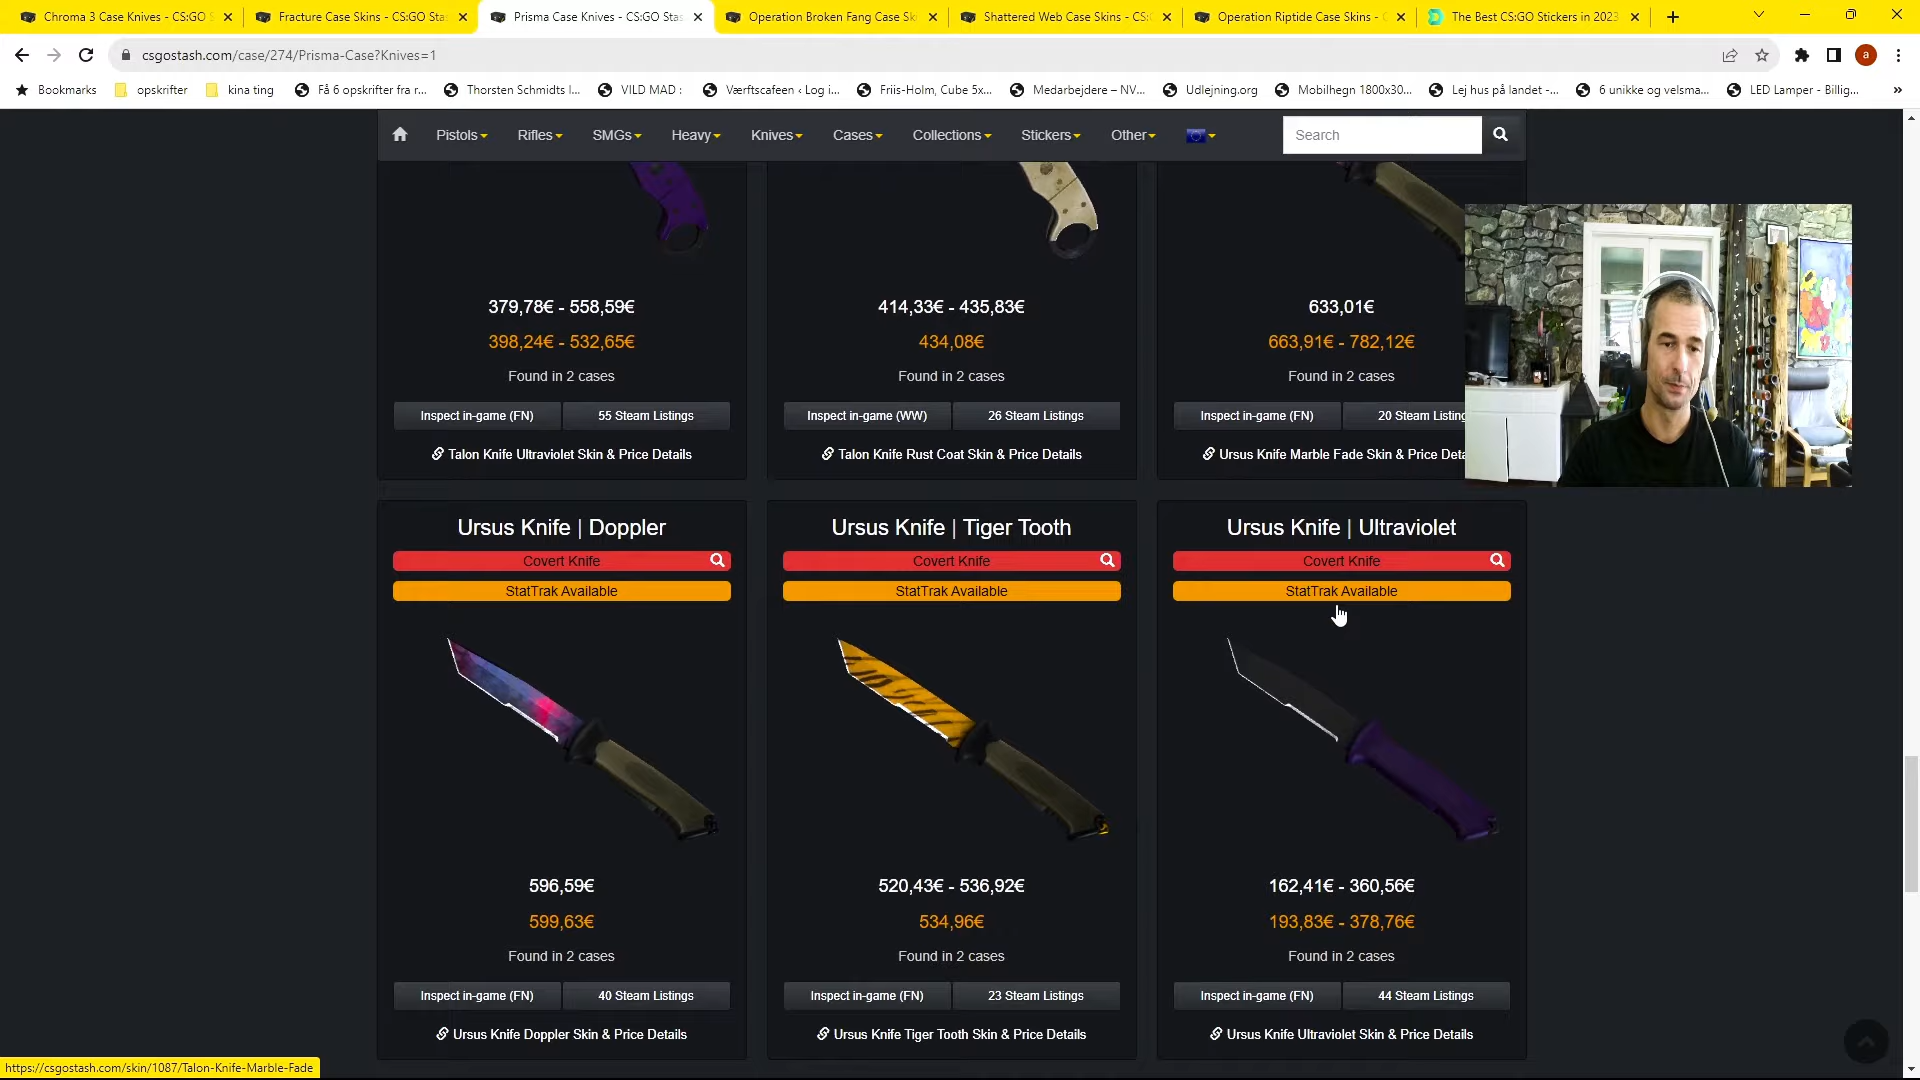 Chroma 3 Case Knives - CS:GO S
Fracture Case Skins - CS:GO Sta
Prisma Case Knives - CS:GO Stas
Operation Broken Fang Case Sk
Shattered Web Case Skins - CS:G
Operation Riptide Case Skins - C
The Best CS:GO Stickers in 2023
csgostash.com/case/274/Prisma-Case?Knives=1
a
Bookmarks
opskrifter
kina ting
Få 6 opskrifter fra r...
Thorsten Schmidts l...
VILD MAD :
Værftscafeen ‹ Log i...
Friis-Holm, Cube 5x...
Medarbejdere – NV...
Udlejning.org
Mobilhegn 1800x30...
Lej hus på landet -...
6 unikke og velsma...
LED Lamper - Billig...
»
Pistols
Rifles
SMGs
Heavy
Knives
Cases
Collections
Stickers
Other
Search
379,78€ - 558,59€
398,24€ - 532,65€
Found in 2 cases
Inspect in-game (FN)
55 Steam Listings
Talon Knife Ultraviolet Skin & Price Details
414,33€ - 435,83€
434,08€
Found in 2 cases
Inspect in-game (WW)
26 Steam Listings
Talon Knife Rust Coat Skin & Price Details
633,01€
663,91€ - 782,12€
Found in 2 cases
Inspect in-game (FN)
20 Steam Listing
Ursus Knife Marble Fade Skin & Price Deta
Ursus Knife | Doppler
Covert Knife
StatTrak Available
596,59€
599,63€
Found in 2 cases
Inspect in-game (FN)
40 Steam Listings
Ursus Knife Doppler Skin & Price Details
Ursus Knife | Tiger Tooth
Covert Knife
StatTrak Available
520,43€ - 536,92€
534,96€
Found in 2 cases
Inspect in-game (FN)
23 Steam Listings
Ursus Knife Tiger Tooth Skin & Price Details
Ursus Knife | Ultraviolet
Covert Knife
StatTrak Available
162,41€ - 360,56€
193,83€ - 378,76€
Found in 2 cases
Inspect in-game (FN)
44 Steam Listings
Ursus Knife Ultraviolet Skin & Price Details
https://csgostash.com/skin/1087/Talon-Knife-Marble-Fade